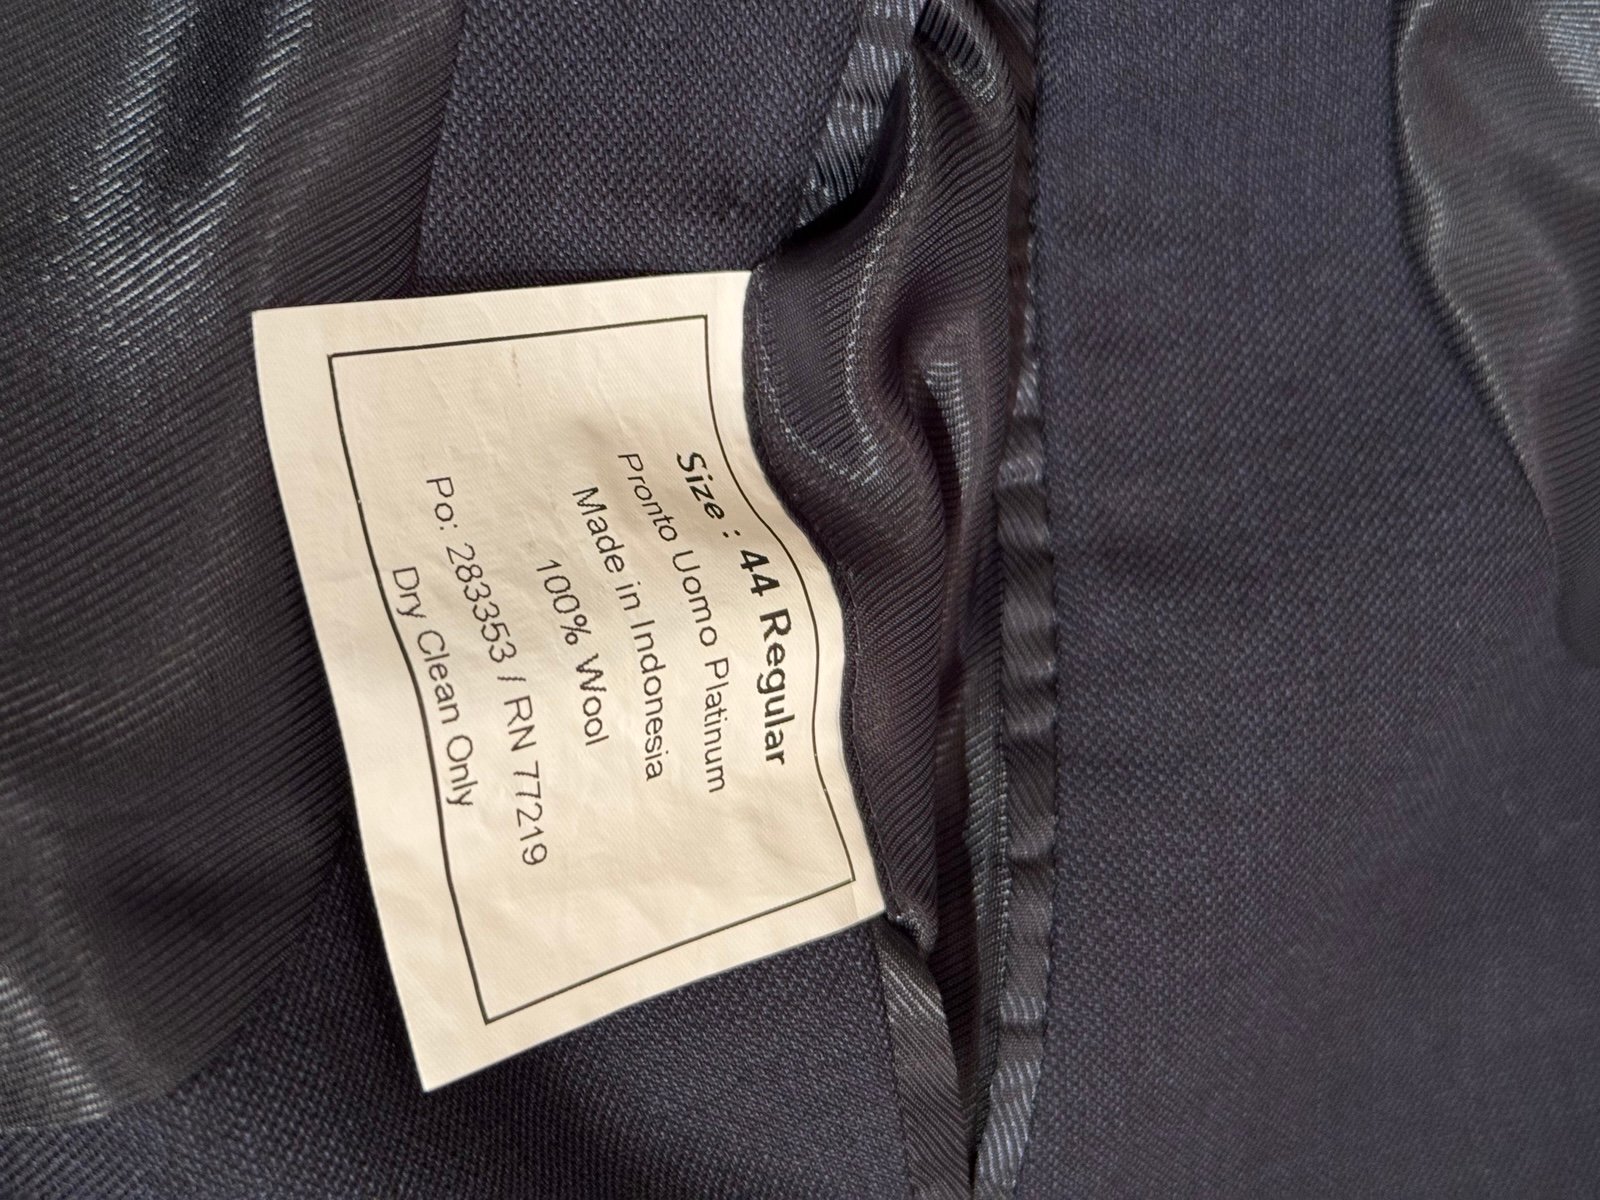 Size : 44 Regular
Pronto Uomo Platinum
Made in Indonesia
100% Wool
Po: 283353 / RN 77219
Dry Clean Only